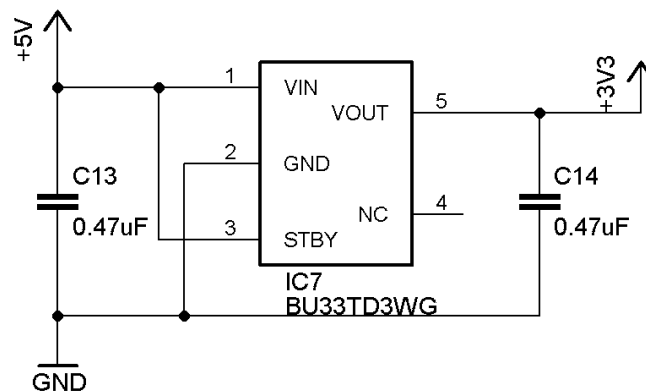 +5V
1
VIN
VOUT
5
+3V3
2
GND
C13
0.47uF
C14
0.47uF
NC
4
3
STBY
IC7
BU33TD3WG
GND